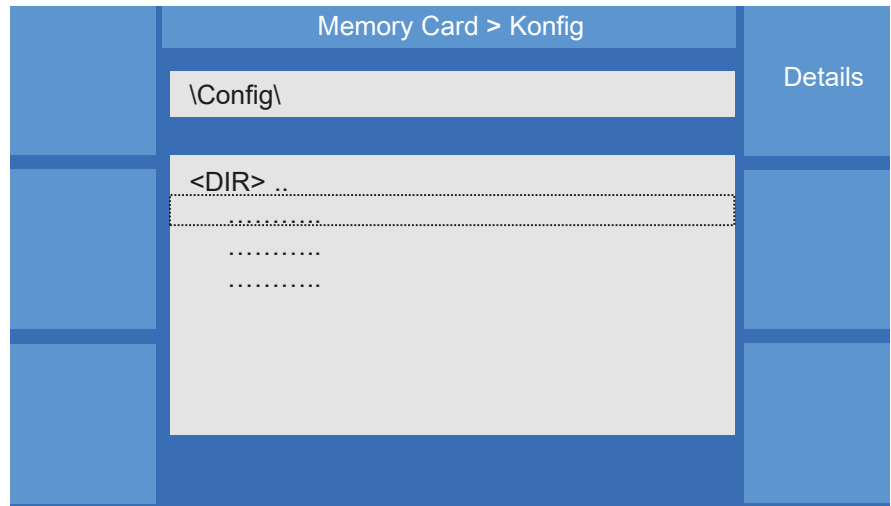 Memory Card > Konfig
Details
\Config\
<DIR> ..
...........
...........
...........